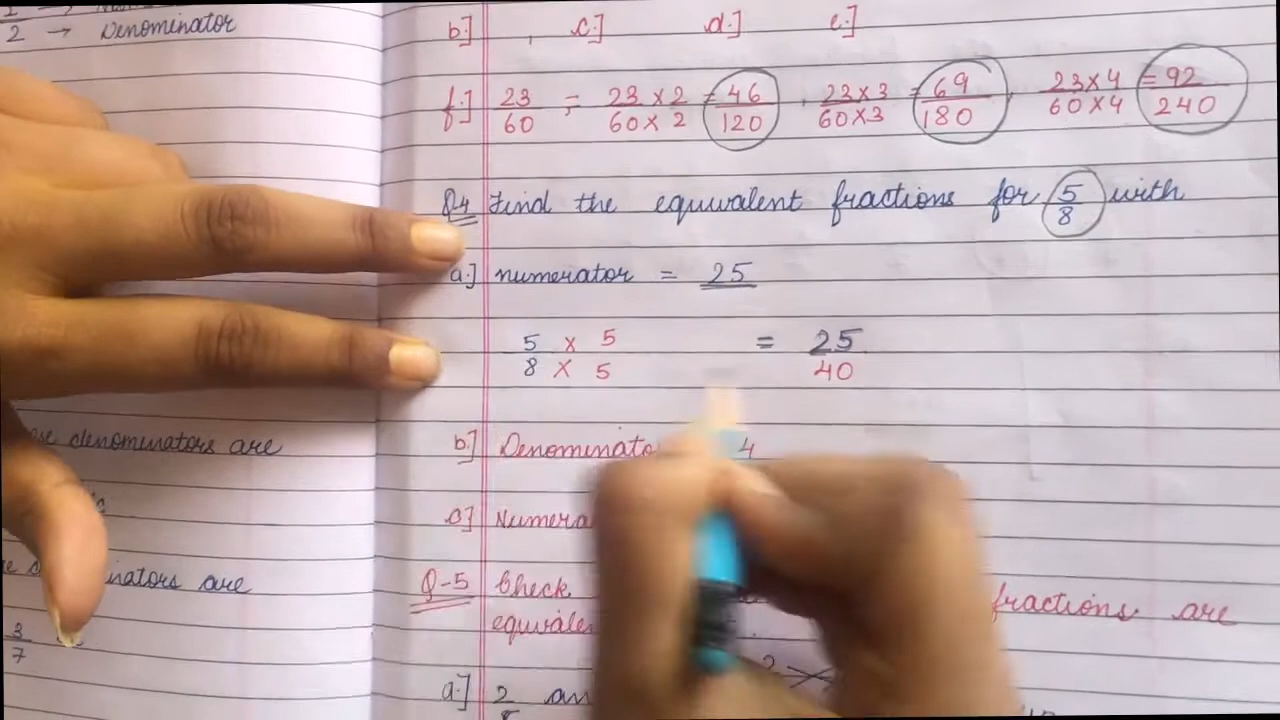 2 → Denominator
b.] , c.] d.] e.]
f.] 23/60 = 23 × 2 / 60 × 2 = 46/120 , 23 × 3 / 60 × 3 = 69/180 , 23 × 4 / 60 × 4 = 92/240
Q4 Find the equivalent fractions for 5/8 with
a.] numerator = 25
5/8 × 5/5 = 25/40
denominators are
b.] Denominato 4
c.] Numera
are
Q-5 Check fractions are
equivale
3/7
a.] 2 an